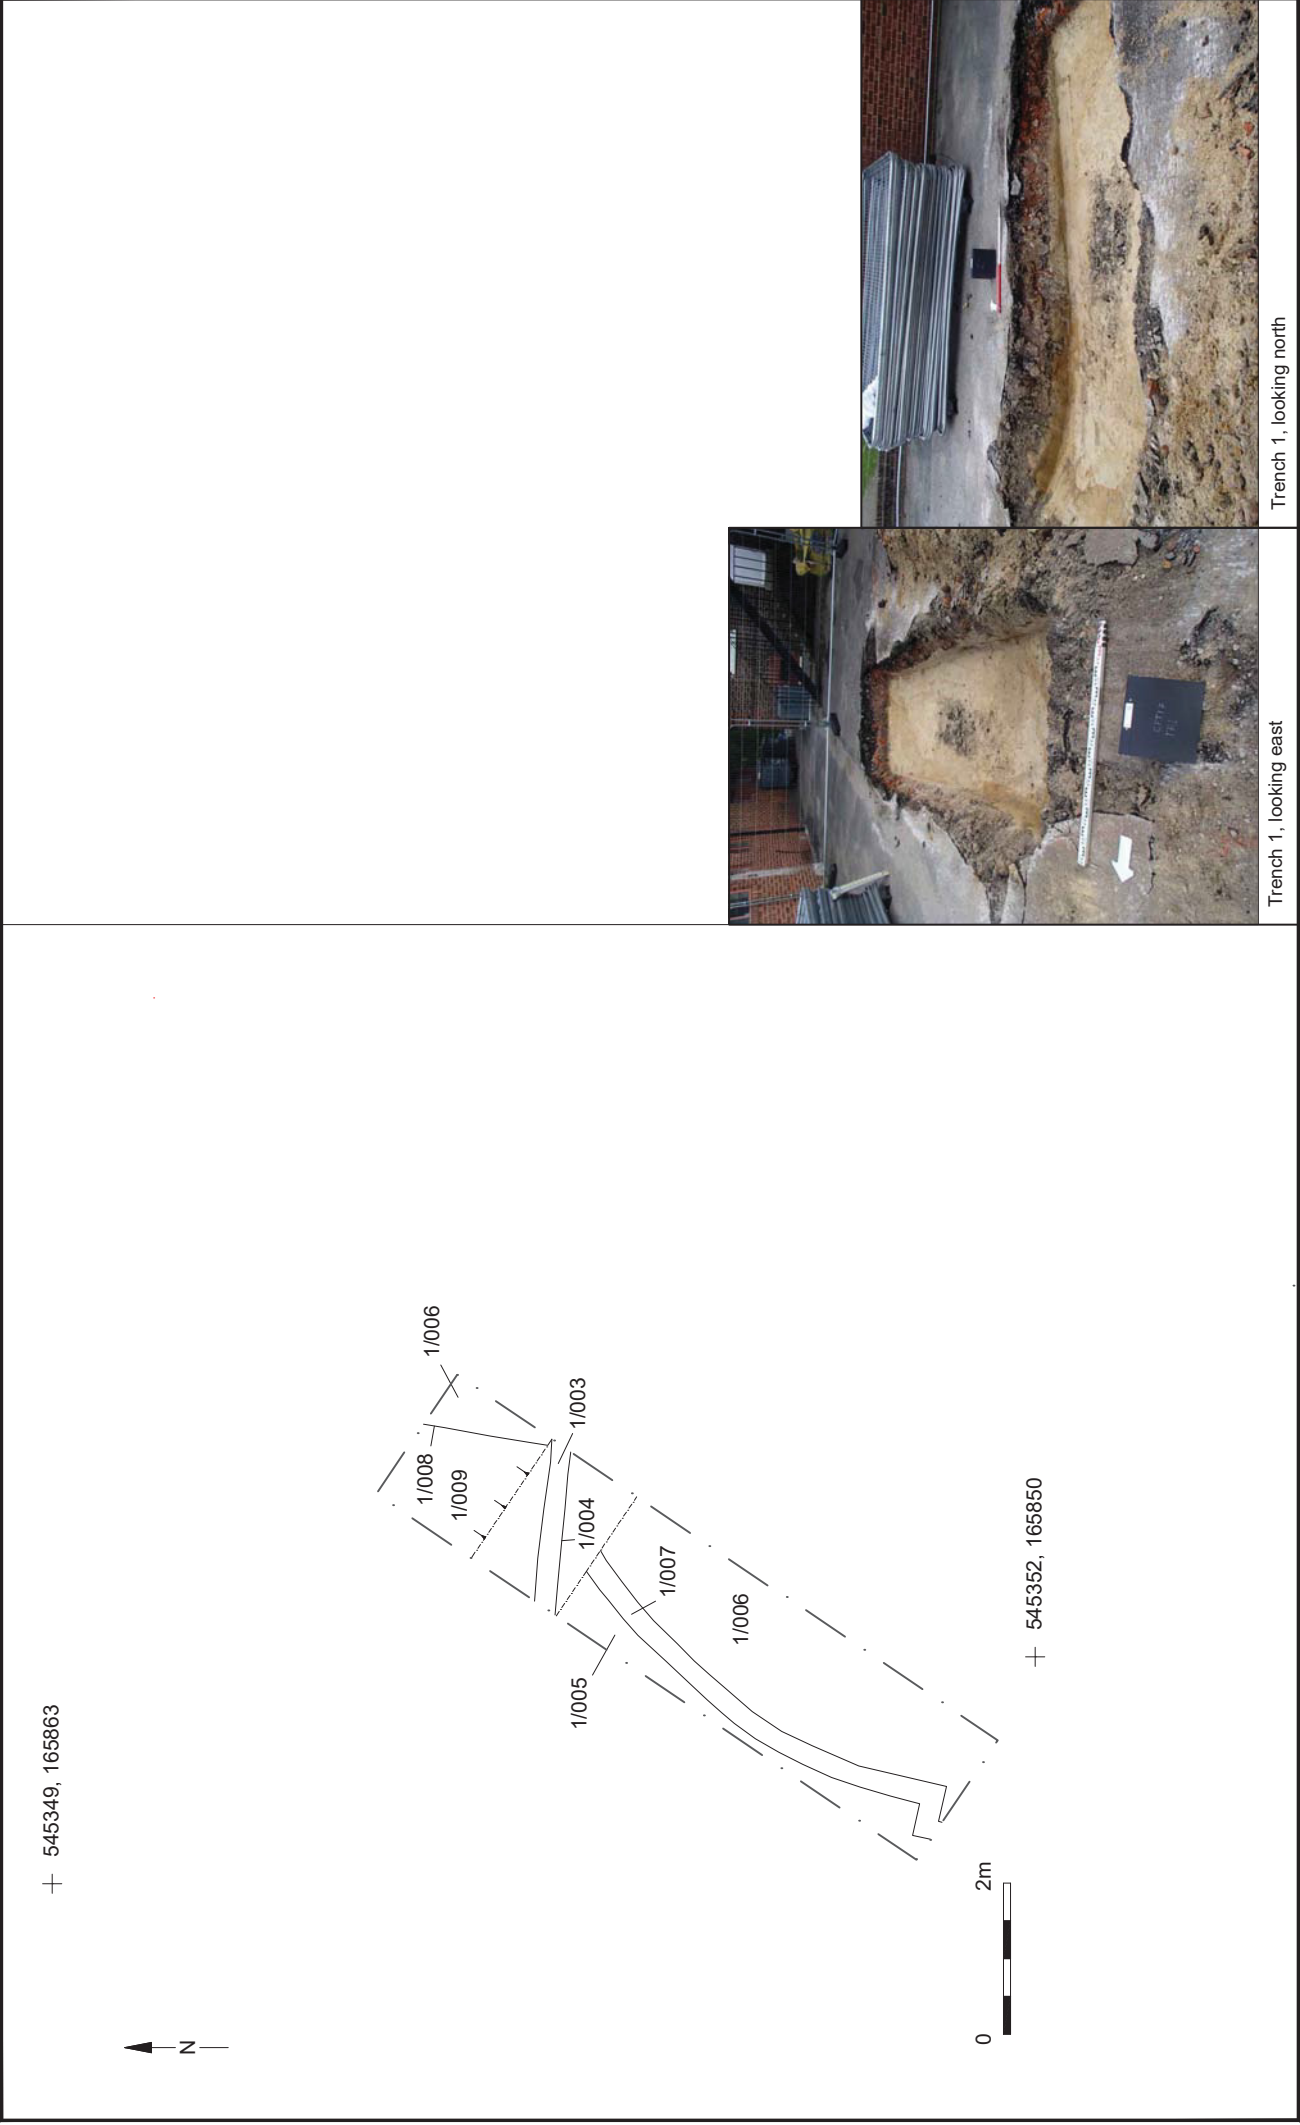 545349, 165863
N
1/006
1/008
1/009
1/003
1/004
1/007
1/005
1/006
545352, 165850
0
2m
Trench 1, looking east
Trench 1, looking north